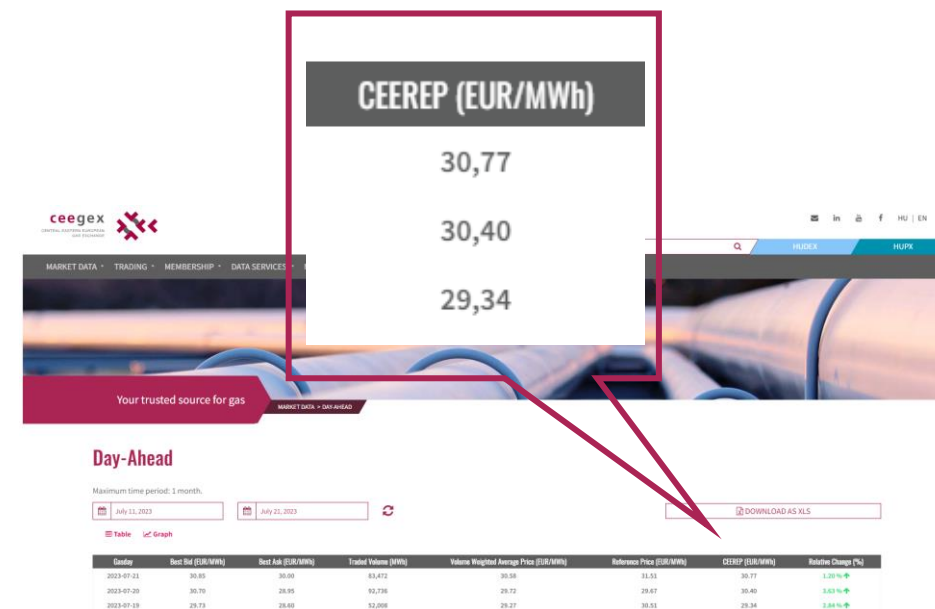 CEEREP (EUR/MWh)
30,77
30,40
29,34
ceegex
CENTRAL EASTERN EUROPEAN
GAS EXCHANGE
in
f
HU | EN
HUDEX
HUPX
MARKET DATA
TRADING
MEMBERSHIP
DATA SERVICES
Your trusted source for gas
MARKET DATA > DAY-AHEAD
Day-Ahead
Maximum time period: 1 month.
July 11, 2023
July 21, 2023
DOWNLOAD AS XLS
Table Graph
Gasday Best Bid (EUR/MWh) Best Ask (EUR/MWh) Traded Volume (MWh) Volume Weighted Average Price (EUR/MWh) Reference Price (EUR/MWh) CEEREP (EUR/MWh) Relative Change (%)
2023-07-21 30.85 30.00 83,472 30.58 31.51 30.77 1.20 %
2023-07-20 30.70 28.95 92,736 29.72 29.67 30.40 3.63 %
2023-07-19 29.73 28.60 52,008 29.27 30.51 29.34 2.84 %